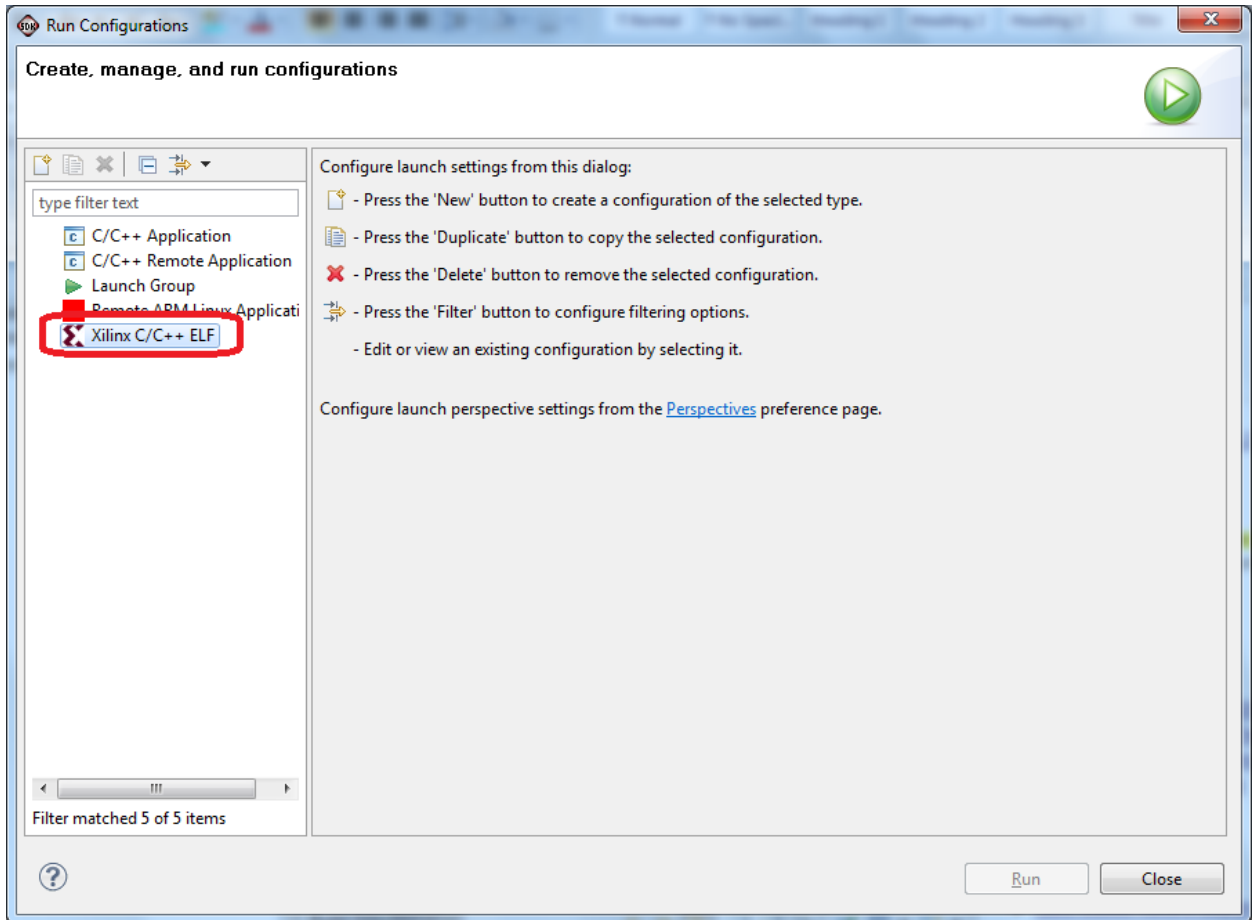 SDK Run Configurations
Create, manage, and run configurations
type filter text
C/C++ Application
C/C++ Remote Application
Launch Group
Remote ARM Linux Applicati
Xilinx C/C++ ELF
Filter matched 5 of 5 items
Configure launch settings from this dialog:
- Press the 'New' button to create a configuration of the selected type.
- Press the 'Duplicate' button to copy the selected configuration.
- Press the 'Delete' button to remove the selected configuration.
- Press the 'Filter' button to configure filtering options.
- Edit or view an existing configuration by selecting it.
Configure launch perspective settings from the Perspectives preference page.
Run
Close